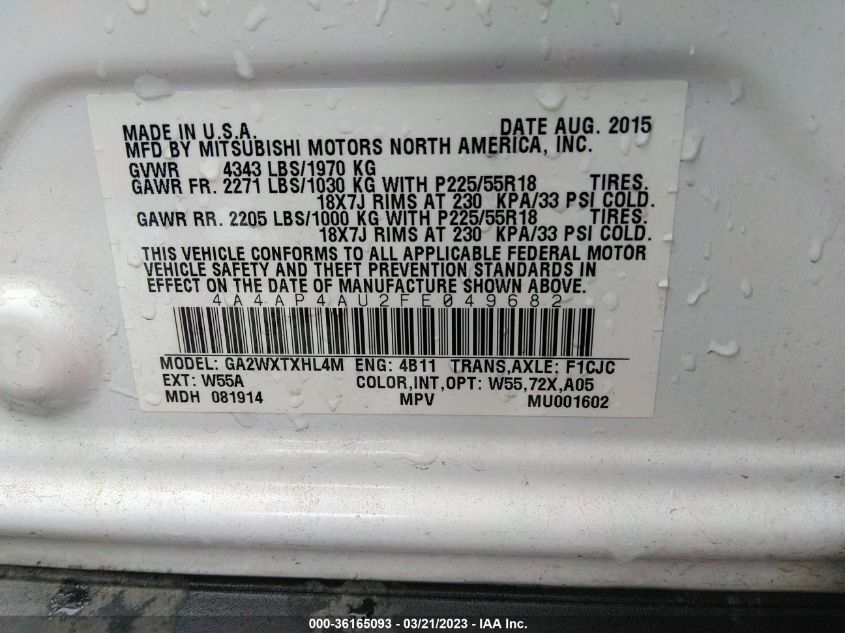 MADE IN U.S.A. DATE AUG. 2015
MFD BY MITSUBISHI MOTORS NORTH AMERICA, INC.
GVWR 4343 LBS/1970 KG
GAWR FR. 2271 LBS/1030 KG WITH P225/55R18 TIRES.
18X7J RIMS AT 230 KPA/33 PSI COLD.
GAWR RR. 2205 LBS/1000 KG WITH P225/55R18 TIRES.
18X7J RIMS AT 230 KPA/33 PSI COLD.
THIS VEHICLE CONFORMS TO ALL APPLICABLE FEDERAL MOTOR
VEHICLE SAFETY AND THEFT PREVENTION STANDARDS IN
EFFECT ON THE DATE OF MANUFACTURE SHOWN ABOVE.
4A4AP4AU2FE049682
MODEL: GA2WXTXHL4M ENG: 4B11 TRANS,AXLE: F1CJC
EXT: W55A COLOR,INT,OPT: W55,72X,A05
MDH 081914 MPV MU001602
000-36165093 - 03/21/2023 - IAA Inc.